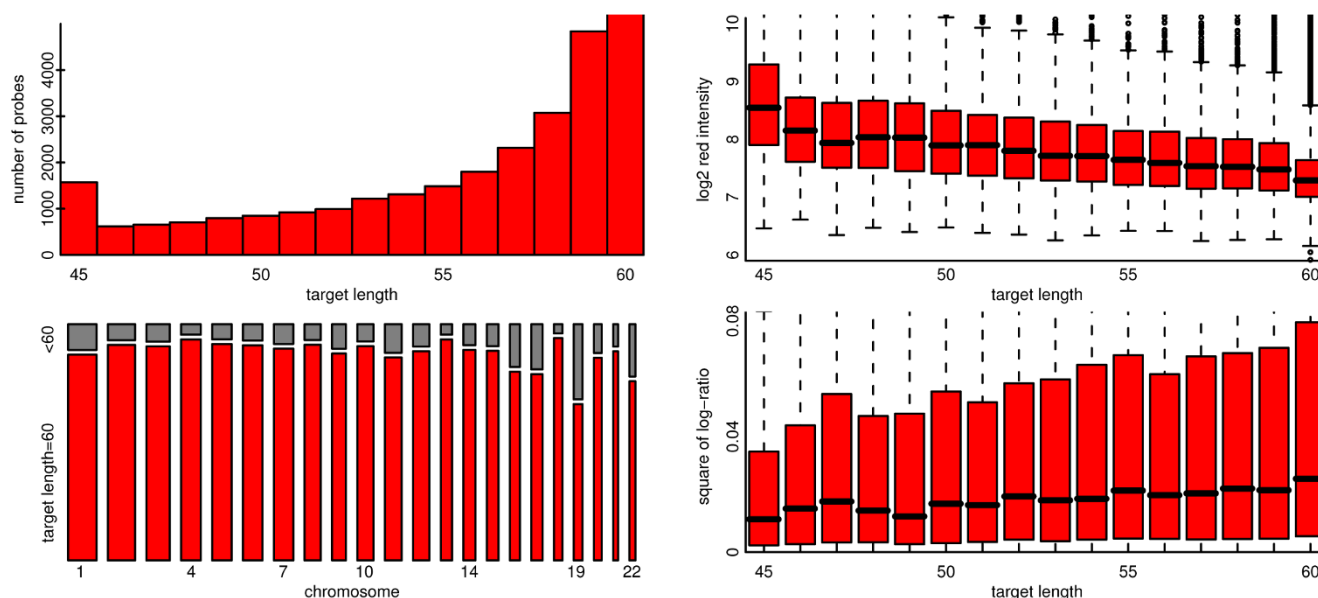 number of probes
0 1000 2000 3000 4000
45 50 55 60
target length
log2 red intensity
6 7 8 9 10
45 50 55 60
target length
target length=60 <60
1 4 7 10 14 19 22
chromosome
square of log−ratio
0 0.04 0.08
45 50 55 60
target length